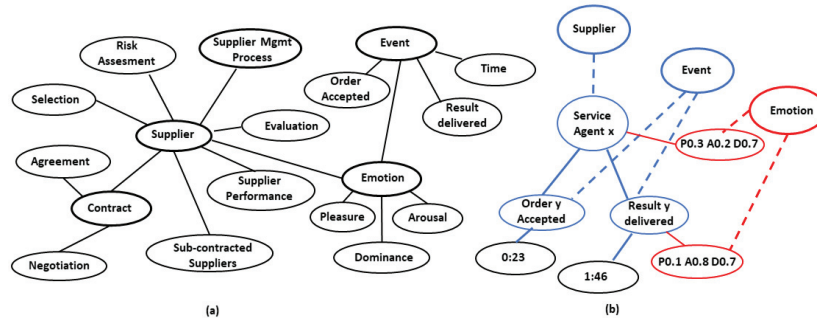 Risk
Assesment
Supplier Mgmt
Process
Event
Order
Accepted
Time
Result
delivered
Selection
Supplier
Evaluation
Agreement
Supplier
Performance
Emotion
Contract
Pleasure
Arousal
Dominance
Negotiation
Sub-contracted
Suppliers
(a)
Supplier
Event
Emotion
Service
Agent x
P0.3 A0.2 D0.7
Order y
Accepted
Result y
delivered
0:23
1:46
P0.1 A0.8 D0.7
(b)